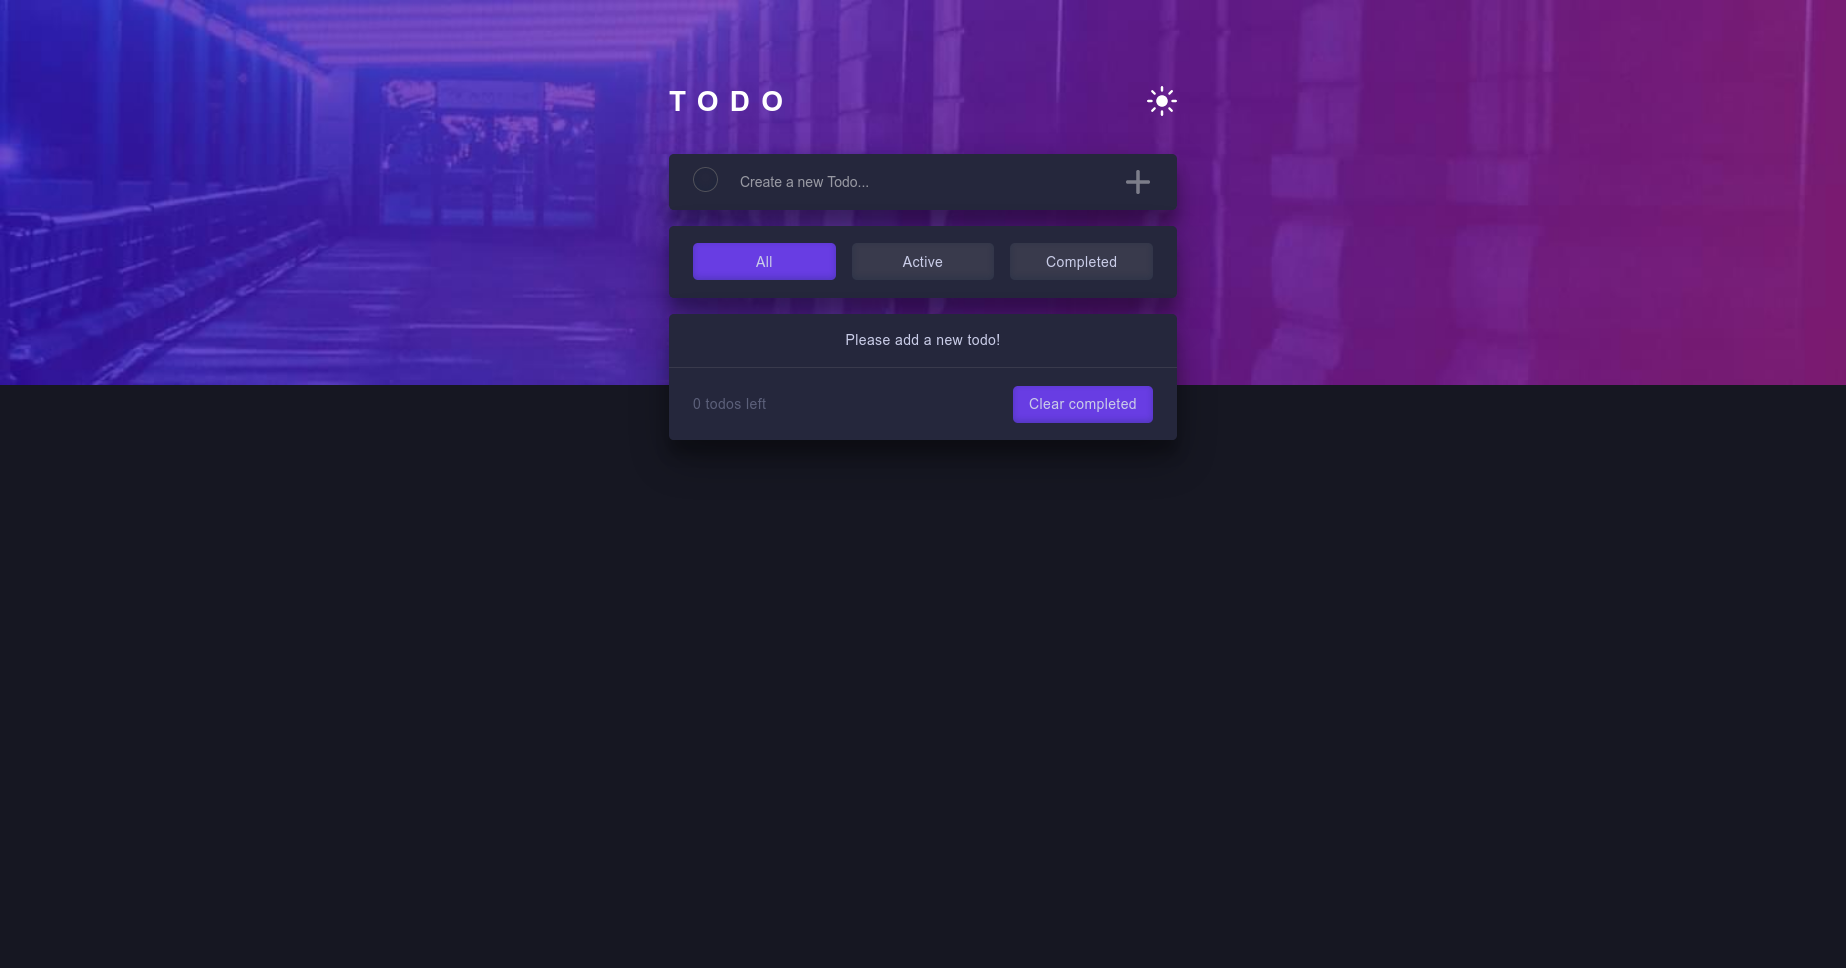 TODO
Create a new Todo...
All
Active
Completed
Please add a new todo!
0 todos left
Clear completed